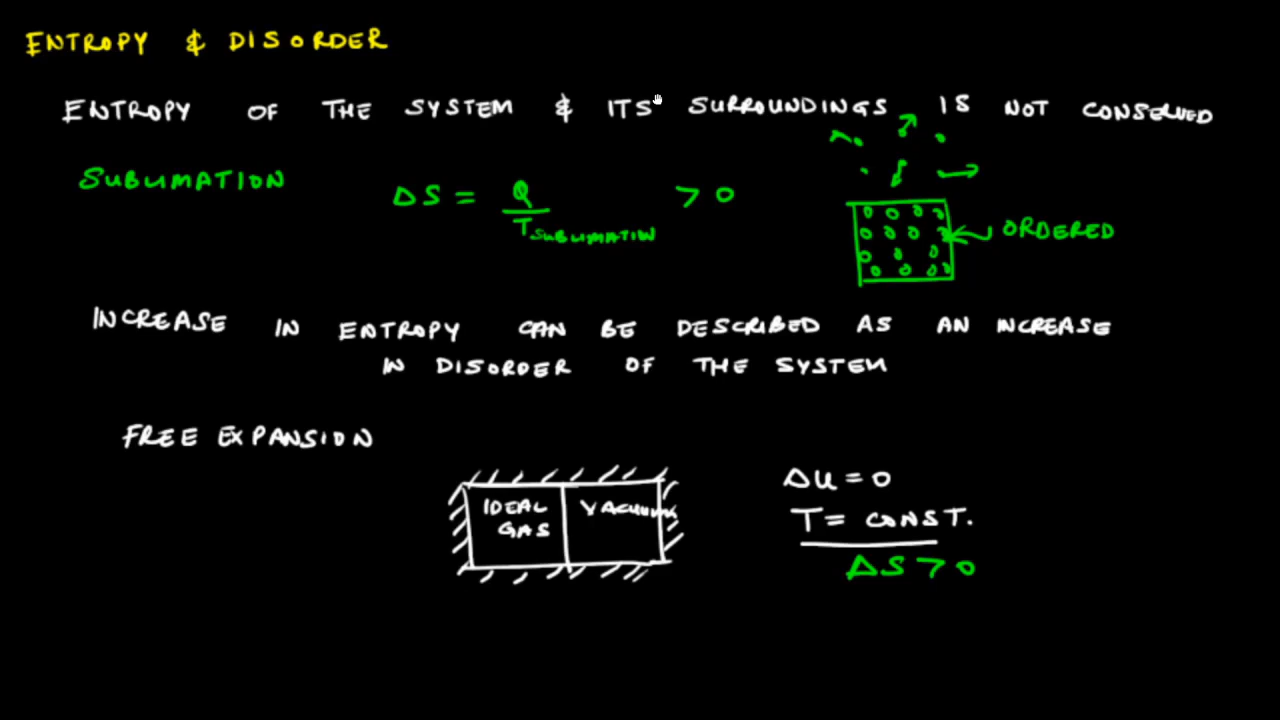 ENTROPY & DISORDER
ENTROPY OF THE SYSTEM & ITS SURROUNDINGS IS NOT CONSERVED
SUBLIMATION
ΔS = Q / T SUBLIMATION > 0
ORDERED
INCREASE IN ENTROPY CAN BE DESCRIBED AS AN INCREASE
IN DISORDER OF THE SYSTEM
FREE EXPANSION
IDEAL GAS
VACUUM
ΔU = 0
T = CONST.
ΔS > 0